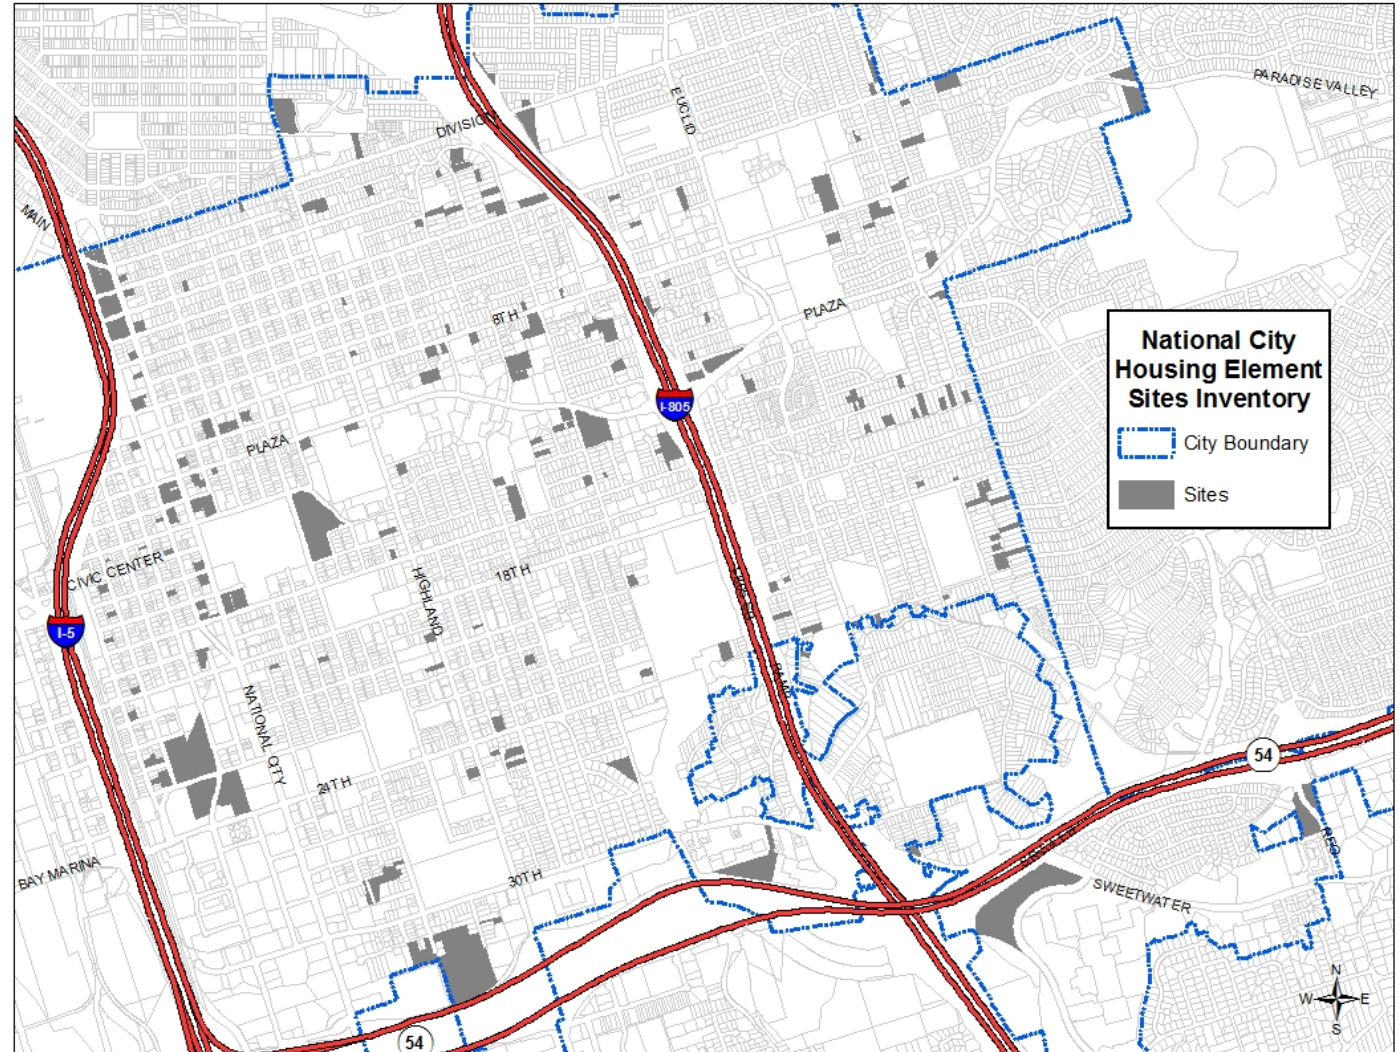 PARADISE VALLEY
EUCLID
DIVISION
MAIN
PLAZA
8TH
National City
Housing Element
Sites Inventory
City Boundary
Sites
I-805
PLAZA
CIVIC CENTER
HIGHLAND
18TH
I-5
NATIONAL CITY
24TH
54
BAY MARINA
30TH
SWEETWATER
REO
N
W
E
S
54